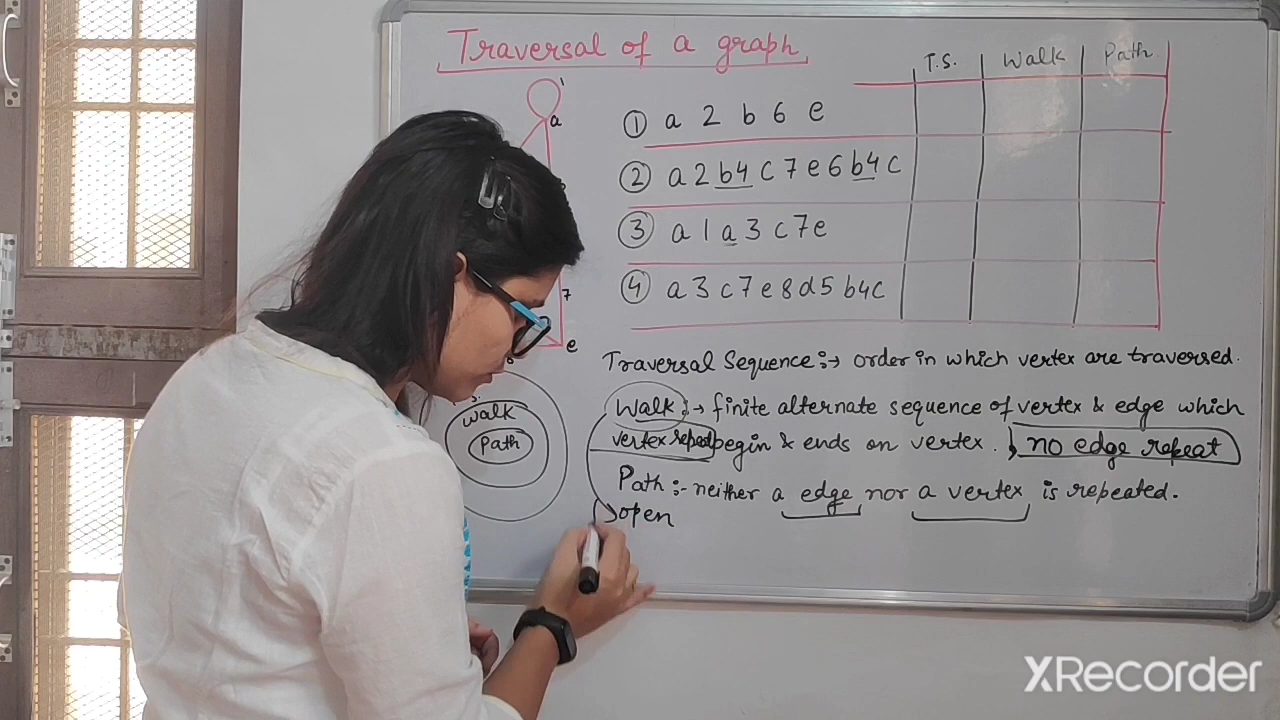 Traversal of a graph
T.S. Walk Path
1
a
① a 2 b 6 e
② a 2 b 4 c 7 e 6 b 4 c
③ a 1 a 3 c 7 e
④ a 3 c 7 e 8 d 5 b 4 c
7
e
Traversal Sequence :→ order in which vertex are traversed.
Walk :→ finite alternate sequence of vertex & edge which
vertex repeat begin & ends on vertex. , no edge repeat
Path :- neither a edge nor a vertex is repeated.
open
walk
path
XRecorder